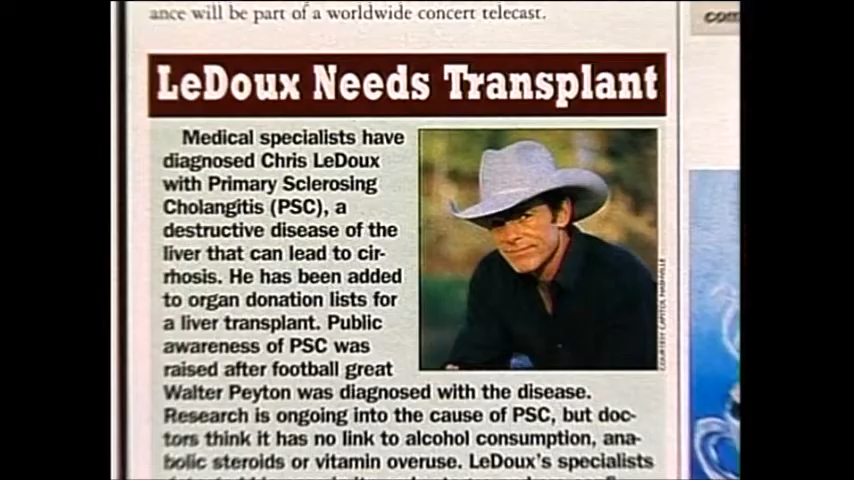 ance will be part of a worldwide concert telecast.
LeDoux Needs Transplant
Medical specialists have
diagnosed Chris LeDoux
with Primary Sclerosing
Cholangitis (PSC), a
destructive disease of the
liver that can lead to cir-
rhosis. He has been added
to organ donation lists for
a liver transplant. Public
awareness of PSC was
raised after football great
Walter Peyton was diagnosed with the disease.
Research is ongoing into the cause of PSC, but doc-
tors think it has no link to alcohol consumption, ana-
bolic steroids or vitamin overuse. LeDoux's specialists
COURTESY CAPITOL NASHVILLE
com